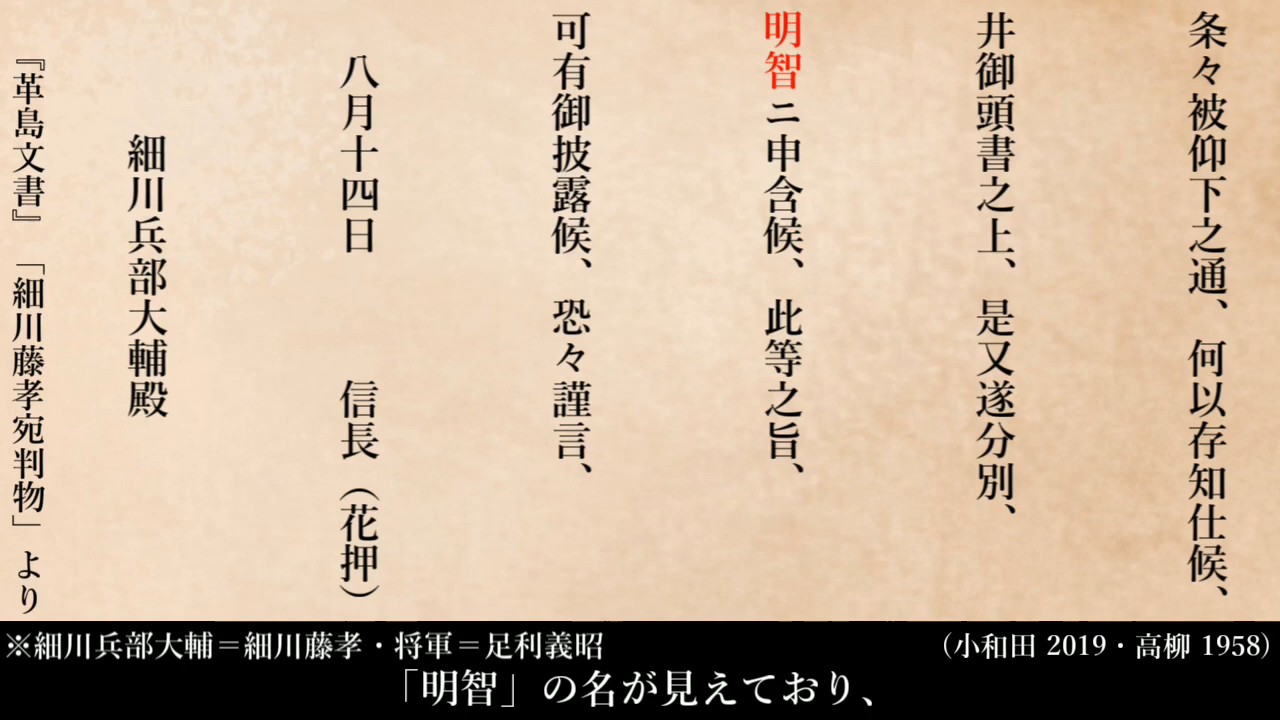 条々被仰下之通、何以存知仕候、
井御頭書之上、是又遂分別、
明智ニ申含候、此等之旨、
可有御披露候、恐々謹言、
八月十四日　信長（花押）
細川兵部大輔殿
『革島文書』「細川藤孝宛判物」より
※細川兵部大輔＝細川藤孝・将軍＝足利義昭
（小和田 2019・高柳 1958）
「明智」の名が見えており、